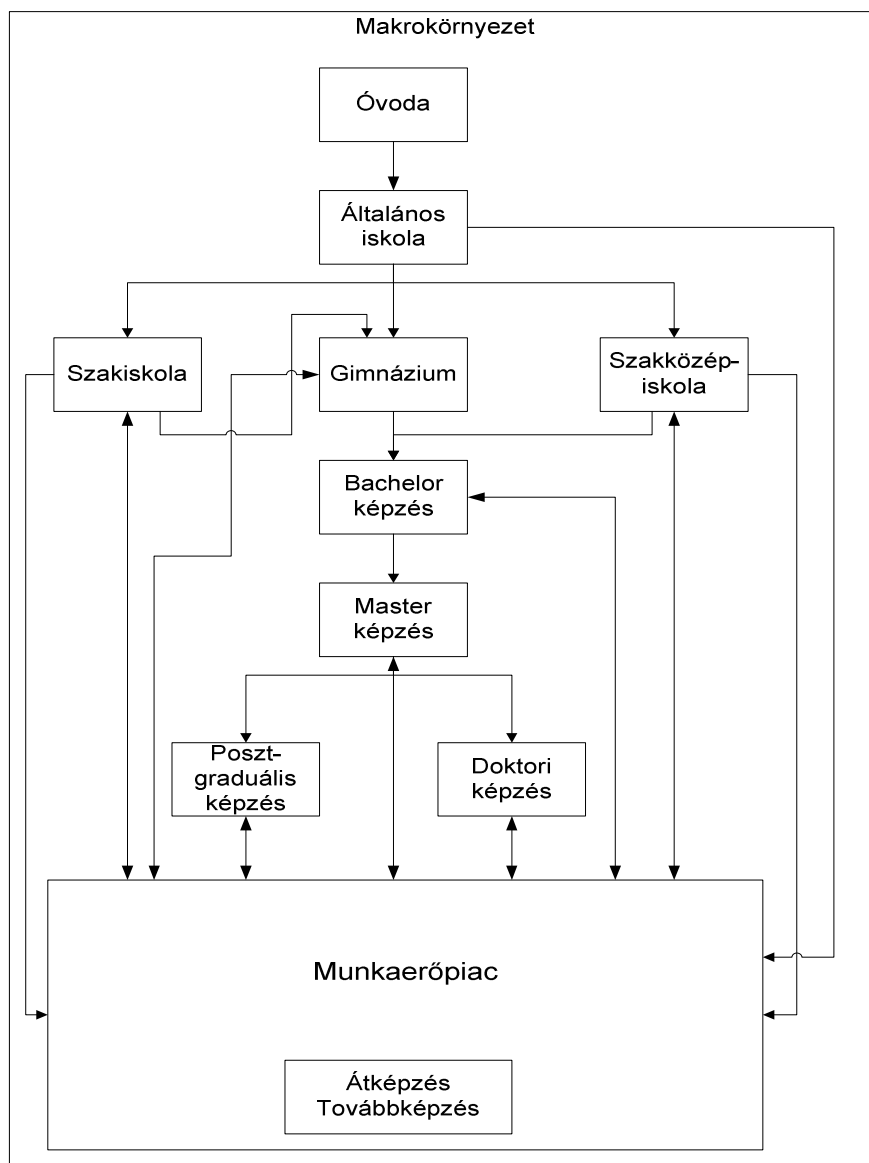 Makrokörnyezet
Óvoda
Általános
iskola
Szakiskola
Gimnázium
Szakközép-
iskola
Bachelor
képzés
Master
képzés
Poszt-
graduális
képzés
Doktori
képzés
Munkaerőpiac
Átképzés
Továbbképzés